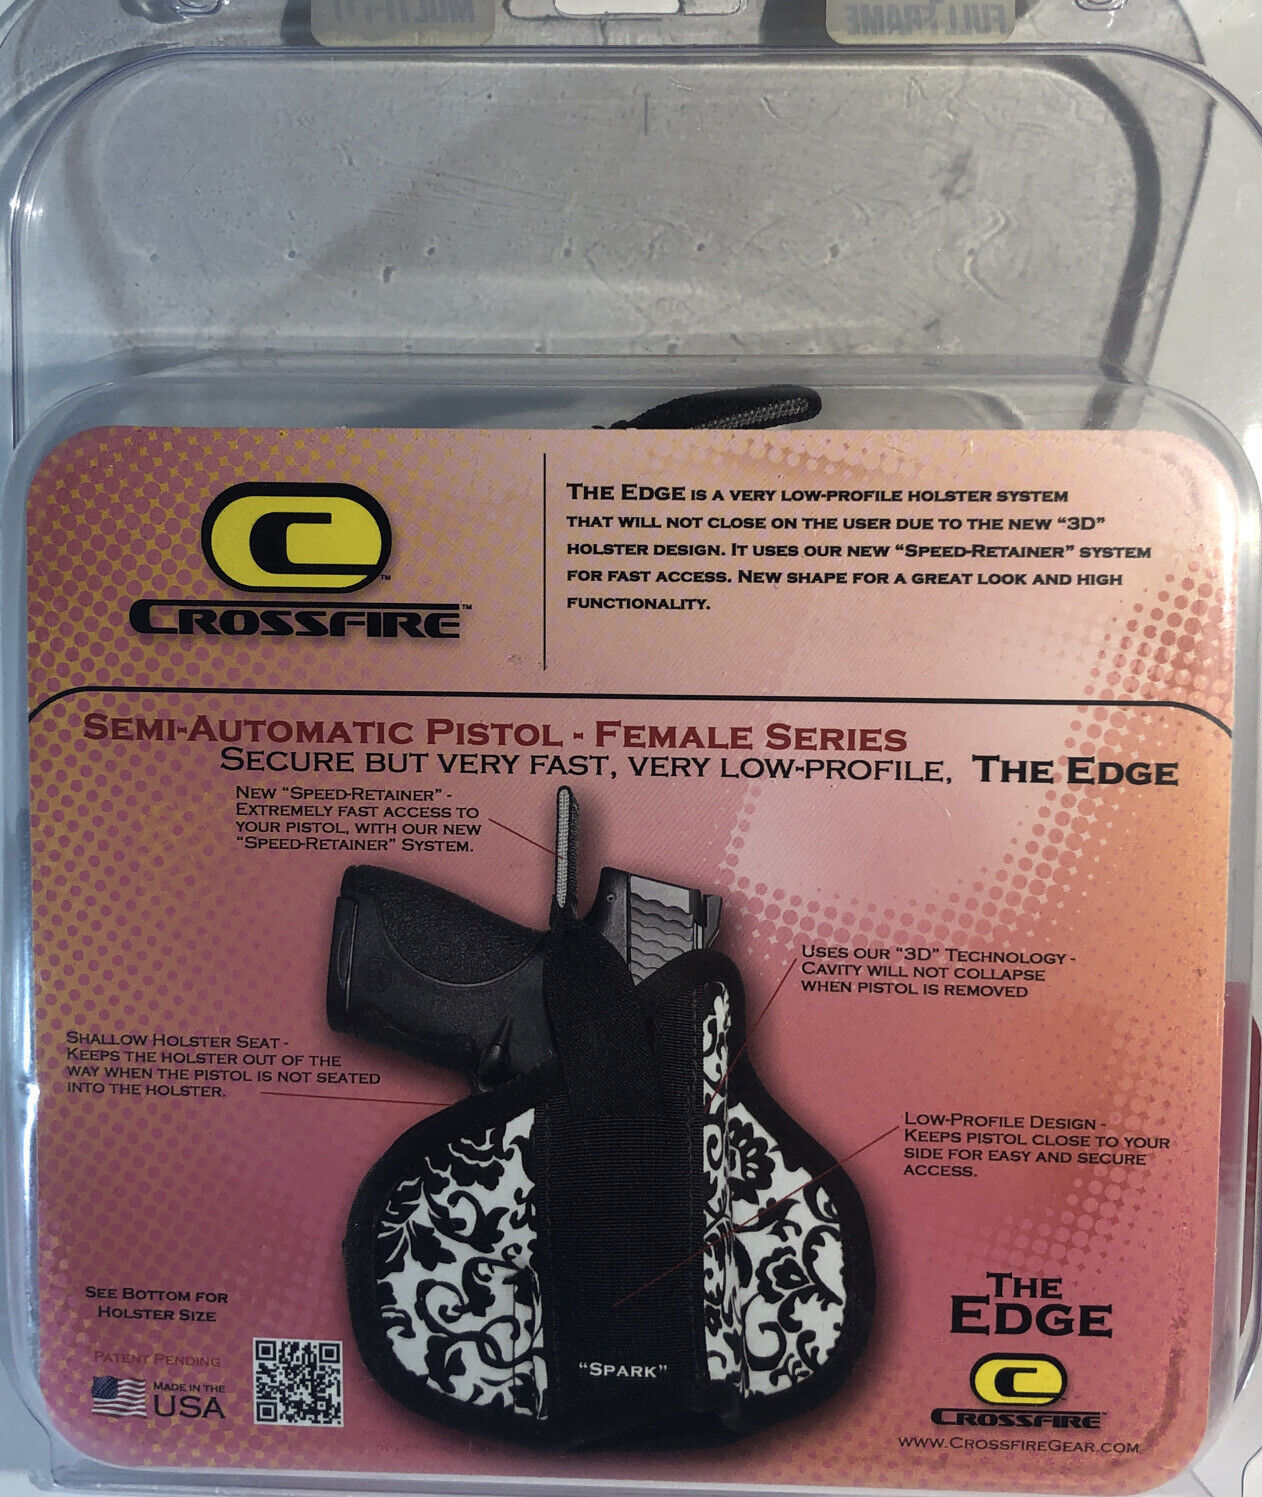 MULTI-FIT
FULL FRAME
CROSSFIRE™
THE EDGE IS A VERY LOW-PROFILE HOLSTER SYSTEM
THAT WILL NOT CLOSE ON THE USER DUE TO THE NEW “3D”
HOLSTER DESIGN. IT USES OUR NEW “SPEED-RETAINER” SYSTEM
FOR FAST ACCESS. NEW SHAPE FOR A GREAT LOOK AND HIGH
FUNCTIONALITY.
SEMI-AUTOMATIC PISTOL - FEMALE SERIES
SECURE BUT VERY FAST, VERY LOW-PROFILE, THE EDGE
NEW “SPEED-RETAINER” -
EXTREMELY FAST ACCESS TO
YOUR PISTOL, WITH OUR NEW
“SPEED-RETAINER” SYSTEM.
USES OUR “3D” TECHNOLOGY -
CAVITY WILL NOT COLLAPSE
WHEN PISTOL IS REMOVED
SHALLOW HOLSTER SEAT -
KEEPS THE HOLSTER OUT OF THE
WAY WHEN THE PISTOL IS NOT SEATED
INTO THE HOLSTER.
LOW-PROFILE DESIGN -
KEEPS PISTOL CLOSE TO YOUR
SIDE FOR EASY AND SECURE
ACCESS.
SEE BOTTOM FOR
HOLSTER SIZE
PATENT PENDING
MADE IN THE
USA
“SPARK”
THE
EDGE
CROSSFIRE™
WWW.CROSSFIREGEAR.COM